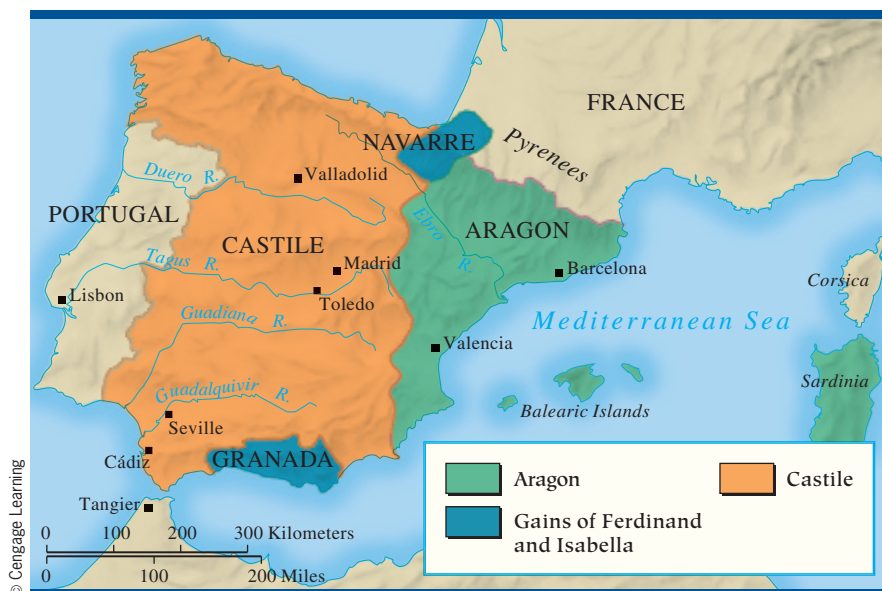 FRANCE
NAVARRE
Pyrenees
Duero R.
Valladolid
PORTUGAL
Ebro R.
ARAGON
CASTILE
Tagus R.
Madrid
Barcelona
Corsica
Lisbon
Toledo
Guadiana R.
Mediterranean Sea
Valencia
Sardinia
Guadalquivir R.
Balearic Islands
Seville
Cádiz
GRANADA
Tangier
Aragon
Castile
Gains of Ferdinand
and Isabella
0 100 200 300 Kilometers
0 100 200 Miles
© Cengage Learning